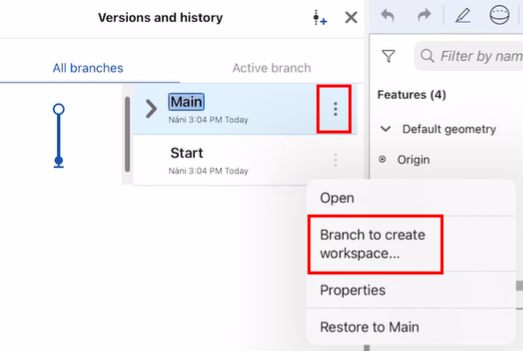 Versions and history
All branches
Active branch
Main
Náni 3:04 PM Today
Start
Náni 3:04 PM Today
Filter by nam
Features (4)
Default geometry
Origin
Open
Branch to create
workspace...
Properties
Restore to Main